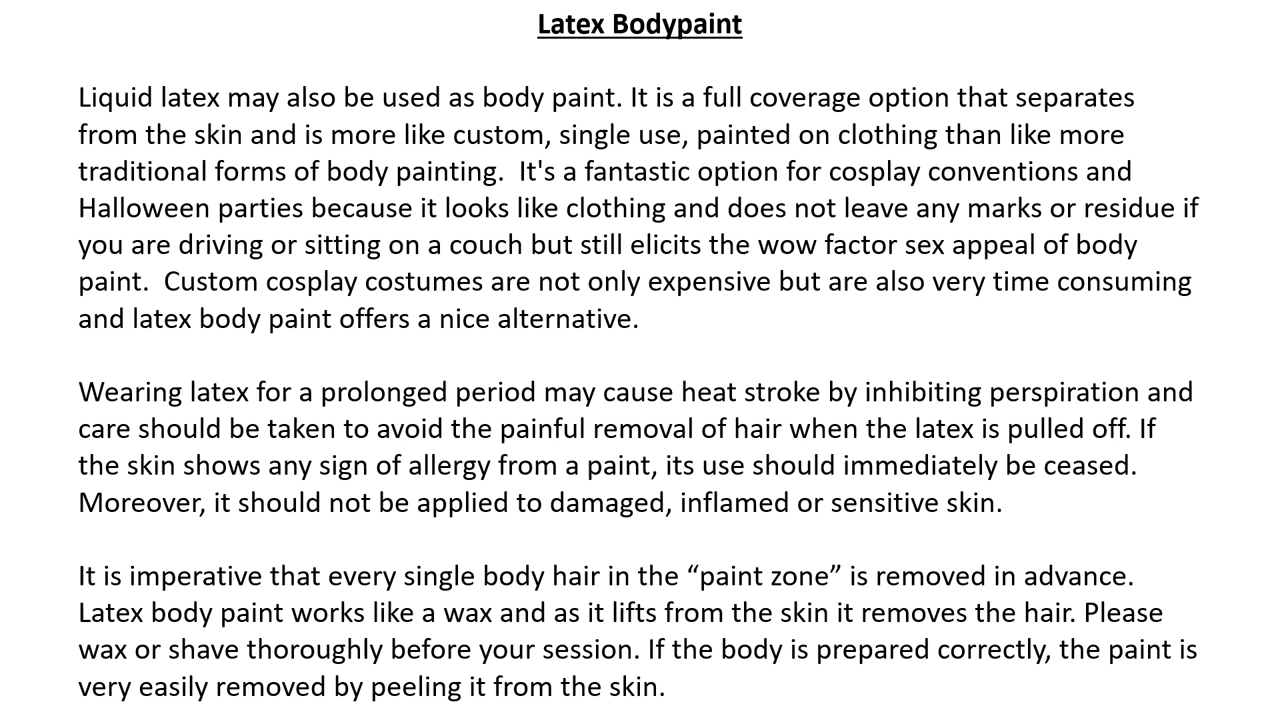 Latex Bodypaint
Liquid latex may also be used as body paint. It is a full coverage option that separates
from the skin and is more like custom, single use, painted on clothing than like more
traditional forms of body painting.  It's a fantastic option for cosplay conventions and
Halloween parties because it looks like clothing and does not leave any marks or residue if
you are driving or sitting on a couch but still elicits the wow factor sex appeal of body
paint.  Custom cosplay costumes are not only expensive but are also very time consuming
and latex body paint offers a nice alternative.
Wearing latex for a prolonged period may cause heat stroke by inhibiting perspiration and
care should be taken to avoid the painful removal of hair when the latex is pulled off. If
the skin shows any sign of allergy from a paint, its use should immediately be ceased.
Moreover, it should not be applied to damaged, inflamed or sensitive skin.
It is imperative that every single body hair in the “paint zone” is removed in advance.
Latex body paint works like a wax and as it lifts from the skin it removes the hair. Please
wax or shave thoroughly before your session. If the body is prepared correctly, the paint is
very easily removed by peeling it from the skin.